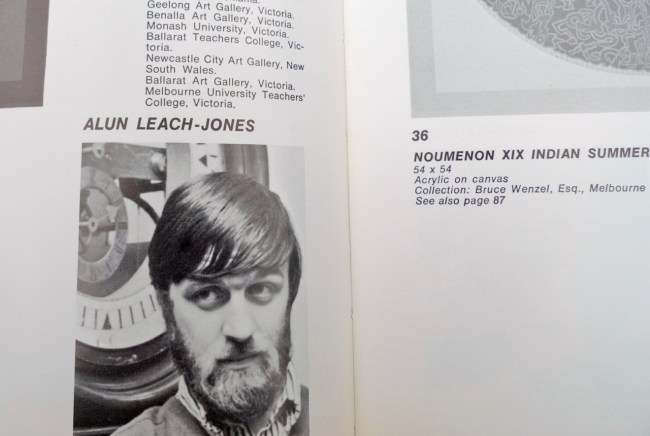 Geelong Art Gallery, Victoria.
Benalla Art Gallery, Victoria.
Monash University, Victoria.
Ballarat Teachers College, Vic-
toria.
Newcastle City Art Gallery, New
South Wales.
Ballarat Art Gallery, Victoria.
Melbourne University Teachers'
College, Victoria.
ALUN LEACH-JONES
36
NOUMENON XIX INDIAN SUMMER
54 x 54
Acrylic on canvas
Collection: Bruce Wenzel, Esq., Melbourne
See also page 87